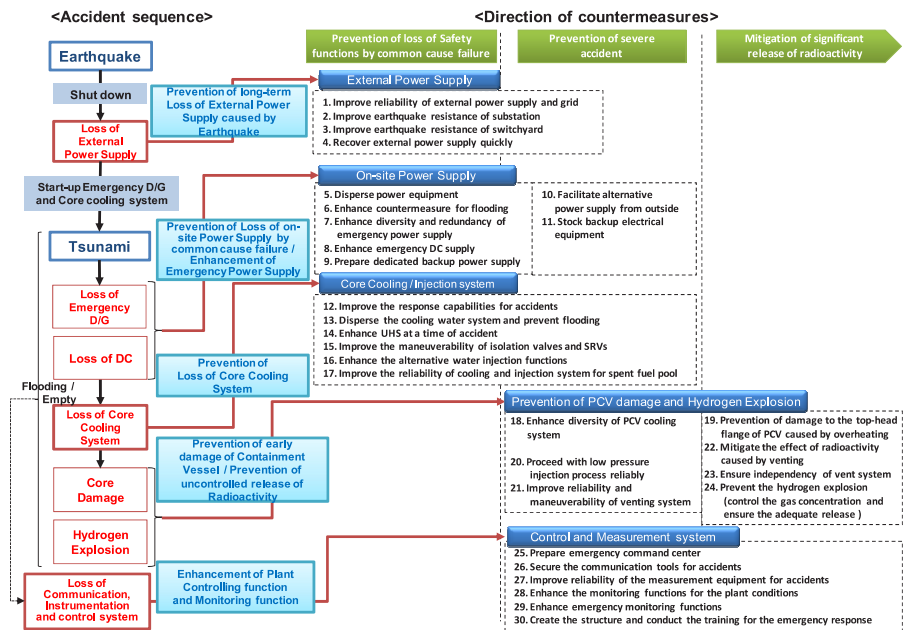 <Accident sequence>
<Direction of countermeasures>
Prevention of loss of Safety
functions by common cause failure
Prevention of severe
accident
Mitigation of significant
release of radioactivity
Earthquake
Shut down
Loss of
External
Power Supply
Start-up Emergency D/G
and Core cooling system
Tsunami
Loss of
Emergency
D/G
Loss of DC
Flooding /
Empty
Loss of Core
Cooling System
Core
Damage
Hydrogen
Explosion
Loss of
Communication,
Instrumentation
and control system
Prevention of long-term
Loss of External Power
Supply caused by
Earthquake
Prevention of Loss of on-
site Power Supply by
common cause failure /
Enhancement of
Emergency Power Supply
Prevention of
Loss of Core Cooling
System
Prevention of early
damage of Containment
Vessel / Prevention of
uncontrolled release of
Radioactivity
Enhancement of Plant
Controlling function
and Monitoring function
External Power Supply
1. Improve reliability of external power supply and grid
2. Improve earthquake resistance of substation
3. Improve earthquake resistance of switchyard
4. Recover external power supply quickly
On-site Power Supply
5. Disperse power equipment
6. Enhance countermeasure for flooding
7. Enhance diversity and redundancy of
emergency power supply
8. Enhance emergency DC supply
9. Prepare dedicated backup power supply
10. Facilitate alternative
power supply from outside
11. Stock backup electrical
equipment
Core Cooling / Injection system
12. Improve the response capabilities for accidents
13. Disperse the cooling water system and prevent flooding
14. Enhance UHS at a time of accident
15. Improve the maneuverability of isolation valves and SRVs
16. Enhance the alternative water injection functions
17. Improve the reliability of cooling and injection system for spent fuel pool
Prevention of PCV damage and Hydrogen Explosion
18. Enhance diversity of PCV cooling
system
20. Proceed with low pressure
injection process reliably
21. Improve reliability and
maneuverability of venting system
19. Prevention of damage to the top-head
flange of PCV caused by overheating
22. Mitigate the effect of radioactivity
caused by venting
23. Ensure independency of vent system
24. Prevent the hydrogen explosion
(control the gas concentration and
ensure the adequate release )
Control and Measurement system
25. Prepare emergency command center
26. Secure the communication tools for accidents
27. Improve reliability of the measurement equipment for accidents
28. Enhance the monitoring functions for the plant conditions
29. Enhance emergency monitoring functions
30. Create the structure and conduct the training for the emergency response